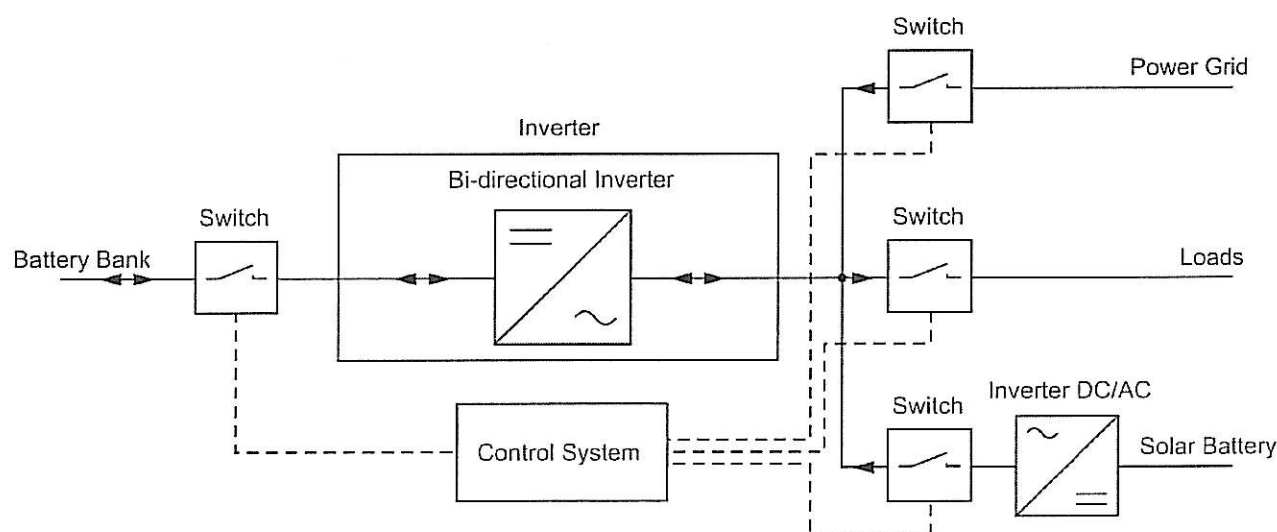 Switch
Power Grid
Inverter
Bi-directional Inverter
Switch
Switch
Battery Bank
Loads
Inverter DC/AC
Switch
Control System
Solar Battery